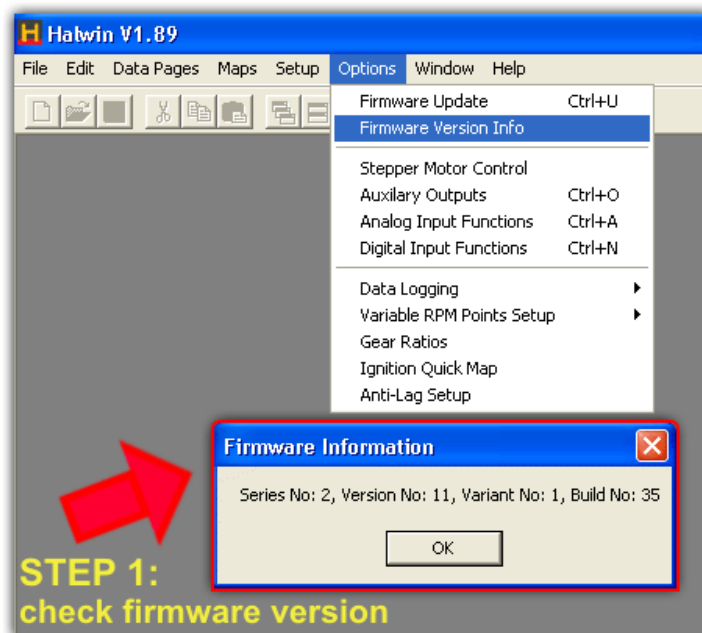 Halwin V1.89
File Edit Data Pages Maps Setup Options Window Help
Firmware Update Ctrl+U
Firmware Version Info
Stepper Motor Control
Auxilary Outputs Ctrl+O
Analog Input Functions Ctrl+A
Digital Input Functions Ctrl+N
Data Logging
Variable RPM Points Setup
Gear Ratios
Ignition Quick Map
Anti-Lag Setup
Firmware Information
Series No: 2, Version No: 11, Variant No: 1, Build No: 35
OK
STEP 1:
check firmware version